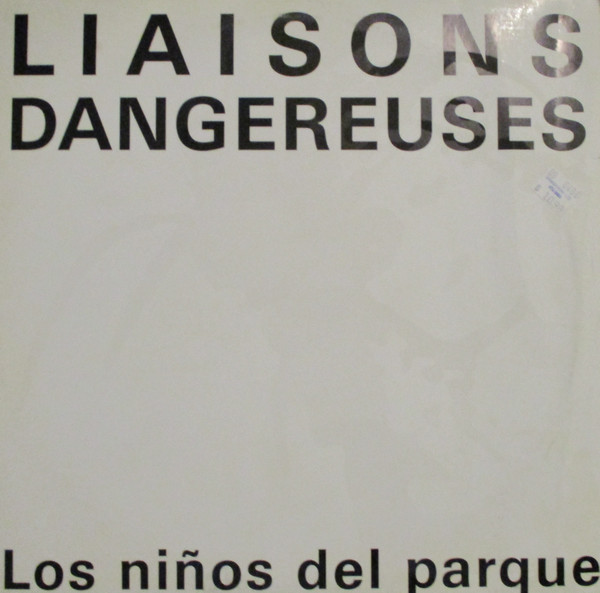 LIAISONS
DANGEREUSES
Los niños del parque